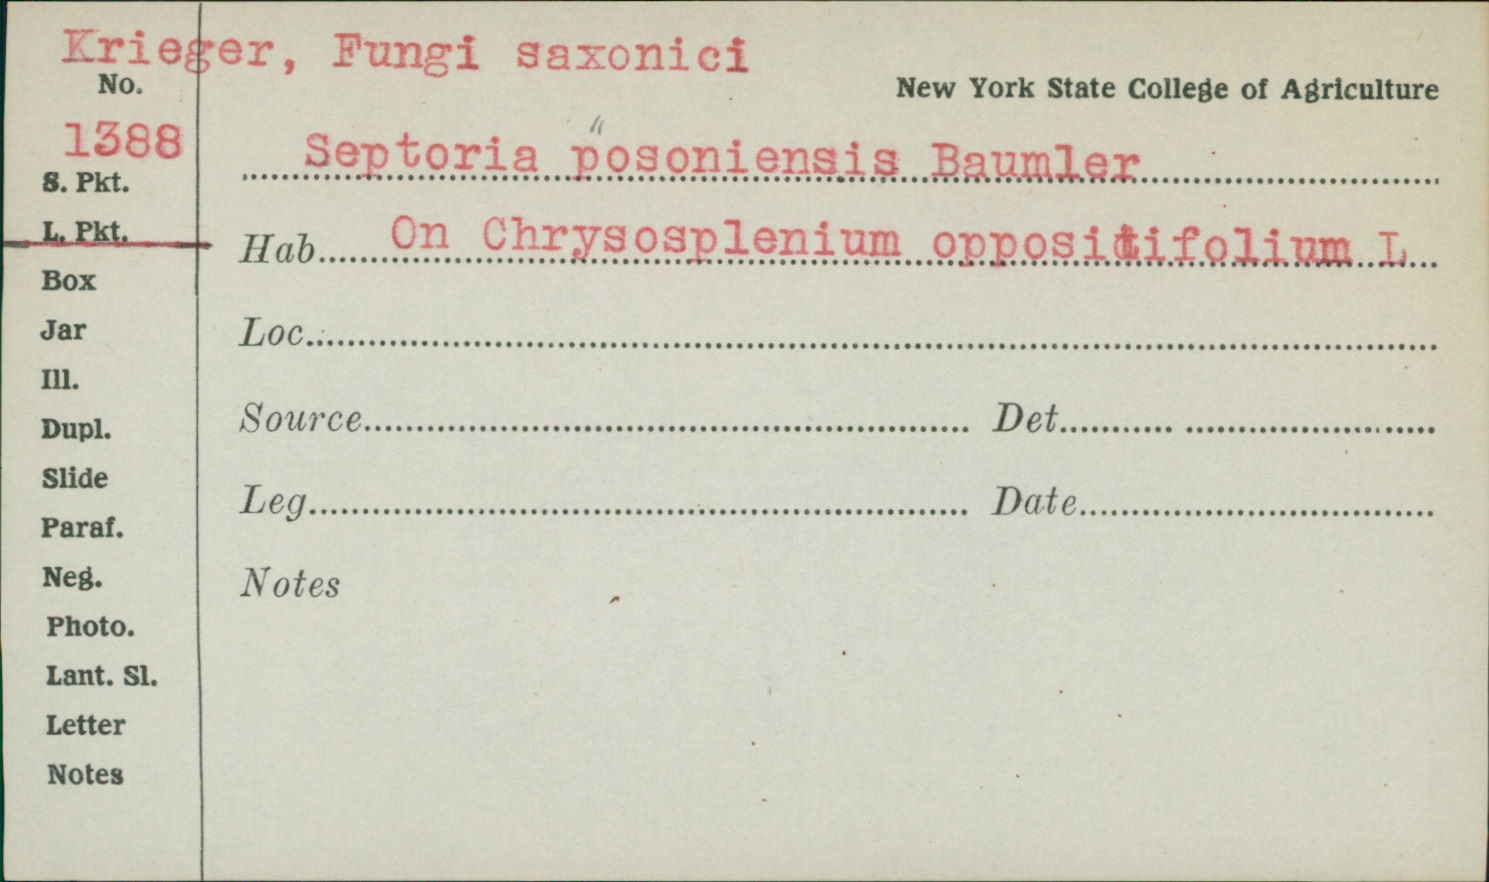 Krieger, Fungi saxonici
No.
New York State College of Agriculture
1388
Septoria posoniensis Baumler
S. Pkt.
L. Pkt.
Hab. On Chrysosplenium oppositifolium L
Box
Jar
Loc.
Ill.
Dupl.
Source Det.
Slide
Leg. Date
Paraf.
Neg.
Notes
Photo.
Lant. Sl.
Letter
Notes